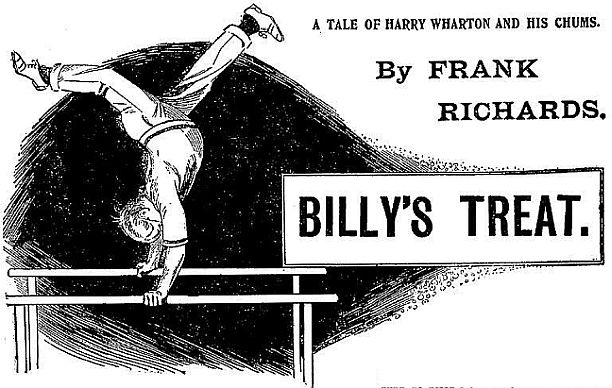 A TALE OF HARRY WHARTON AND HIS CHUMS.
By FRANK
RICHARDS.
BILLY'S TREAT.